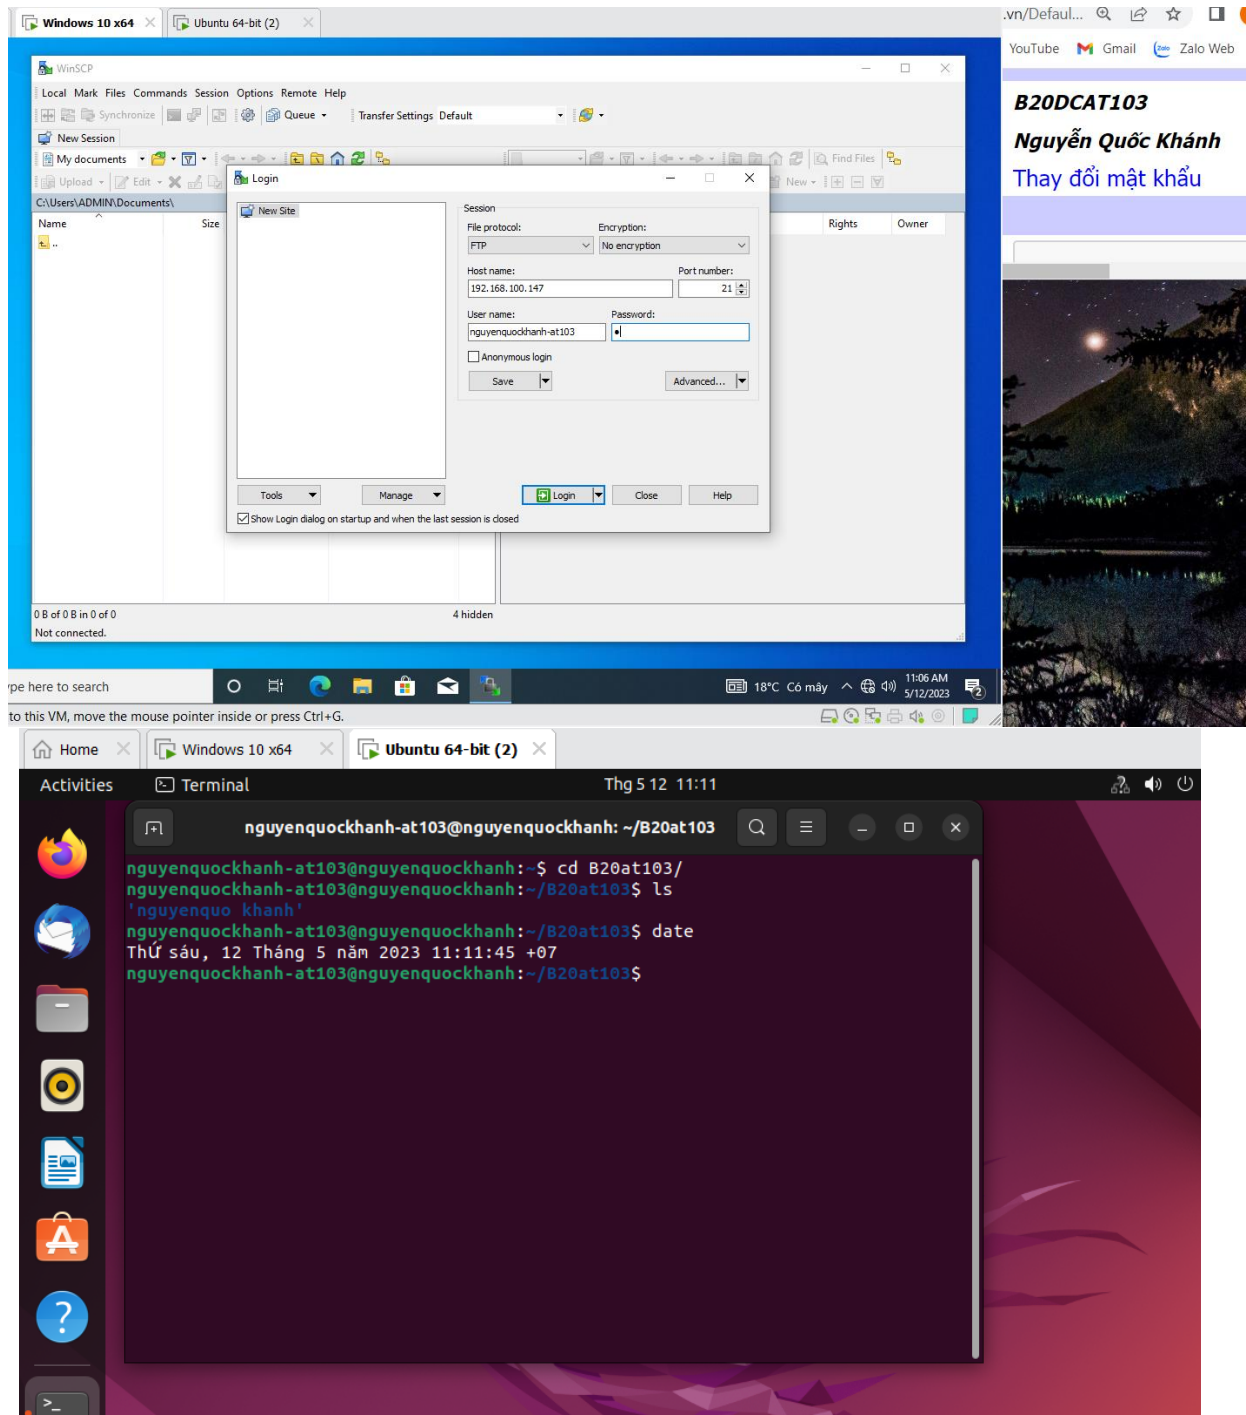 Windows 10 x64 Ubuntu 64-bit (2)
.vn/Defaul...
YouTube Gmail Zalo Zalo Web
WinSCP
Local Mark Files Commands Session Options Remote Help
Synchronize Queue Transfer Settings Default
New Session
My documents Find Files
Upload Edit New
C:\Users\ADMIN\Documents\
Name Size Rights Owner
..
Login
New Site
Session
File protocol: Encryption:
FTP No encryption
Host name: Port number:
192.168.100.147 21
User name: Password:
nguyenquockhanh-at103 ●
Anonymous login
Save Advanced...
Tools Manage Login Close Help
Show Login dialog on startup and when the last session is closed
0 B of 0 B in 0 of 0 4 hidden
Not connected.
B20DCAT103
Nguyễn Quốc Khánh
Thay đổi mật khẩu
ype here to search 18°C Có mây 11:06 AM
5/12/2023 2
to this VM, move the mouse pointer inside or press Ctrl+G.
Home Windows 10 x64 Ubuntu 64-bit (2)
Activities Terminal Thg 5 12 11:11
nguyenquockhanh-at103@nguyenquockhanh: ~/B20at103
nguyenquockhanh-at103@nguyenquockhanh:~$ cd B20at103/
nguyenquockhanh-at103@nguyenquockhanh:~/B20at103$ ls
'nguyenquo khanh'
nguyenquockhanh-at103@nguyenquockhanh:~/B20at103$ date
Thứ sáu, 12 Tháng 5 năm 2023 11:11:45 +07
nguyenquockhanh-at103@nguyenquockhanh:~/B20at103$